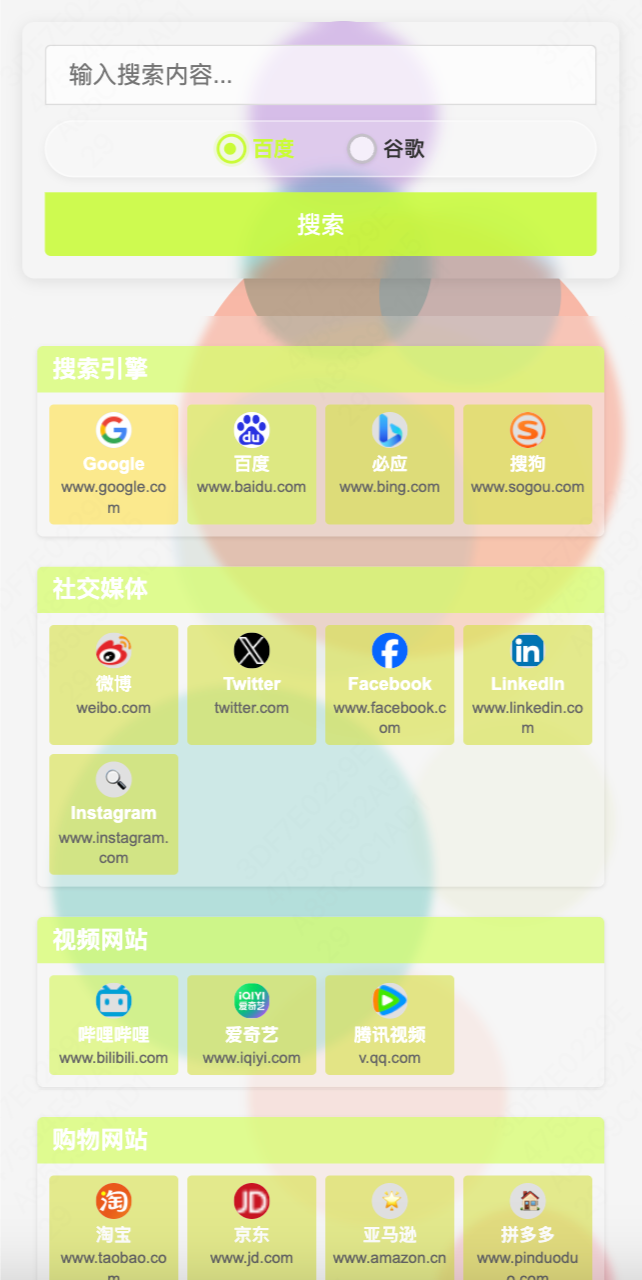 输入搜索内容...
百度 谷歌
搜索
搜索引擎
Google 百度 必应 搜狗
www.google.co www.baidu.com www.bing.com www.sogou.com
m
社交媒体
微博 Twitter Facebook LinkedIn
weibo.com twitter.com www.facebook.c www.linkedin.co
om m
Instagram
www.instagram.
com
视频网站
iQIYI
爱奇艺
哔哩哔哩 爱奇艺 腾讯视频
www.bilibili.com www.iqiyi.com v.qq.com
购物网站
淘 JD
淘宝 京东 亚马逊 拼多多
www.taobao.co www.jd.com www.amazon.cn www.pinduodu
m o.com